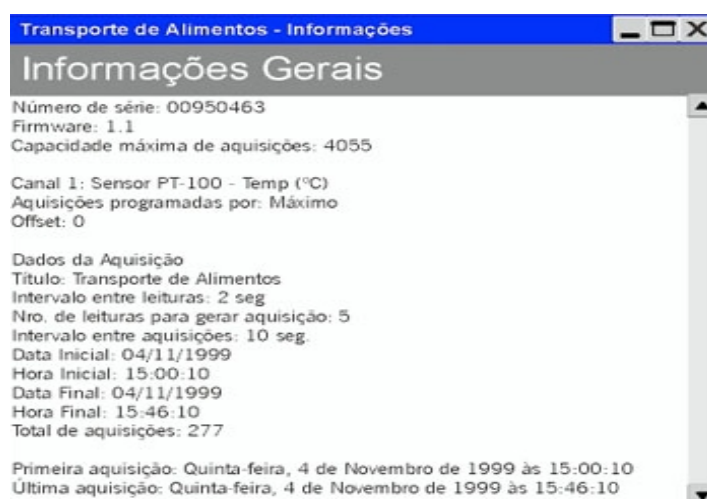 Transporte de Alimentos - Informações
Informações Gerais
Número de série: 00950463
Firmware: 1.1
Capacidade máxima de aquisições: 4055
Canal 1: Sensor PT-100 - Temp (°C)
Aquisições programadas por: Máximo
Offset: 0
Dados da Aquisição
Título: Transporte de Alimentos
Intervalo entre leituras: 2 seg
Nro. de leituras para gerar aquisição: 5
Intervalo entre aquisições: 10 seg.
Data Inicial: 04/11/1999
Hora Inicial: 15:00:10
Data Final: 04/11/1999
Hora Final: 15:46:10
Total de aquisições: 277
Primeira aquisição: Quinta-feira, 4 de Novembro de 1999 às 15:00:10
Última aquisição: Quinta-feira, 4 de Novembro de 1999 às 15:46:10